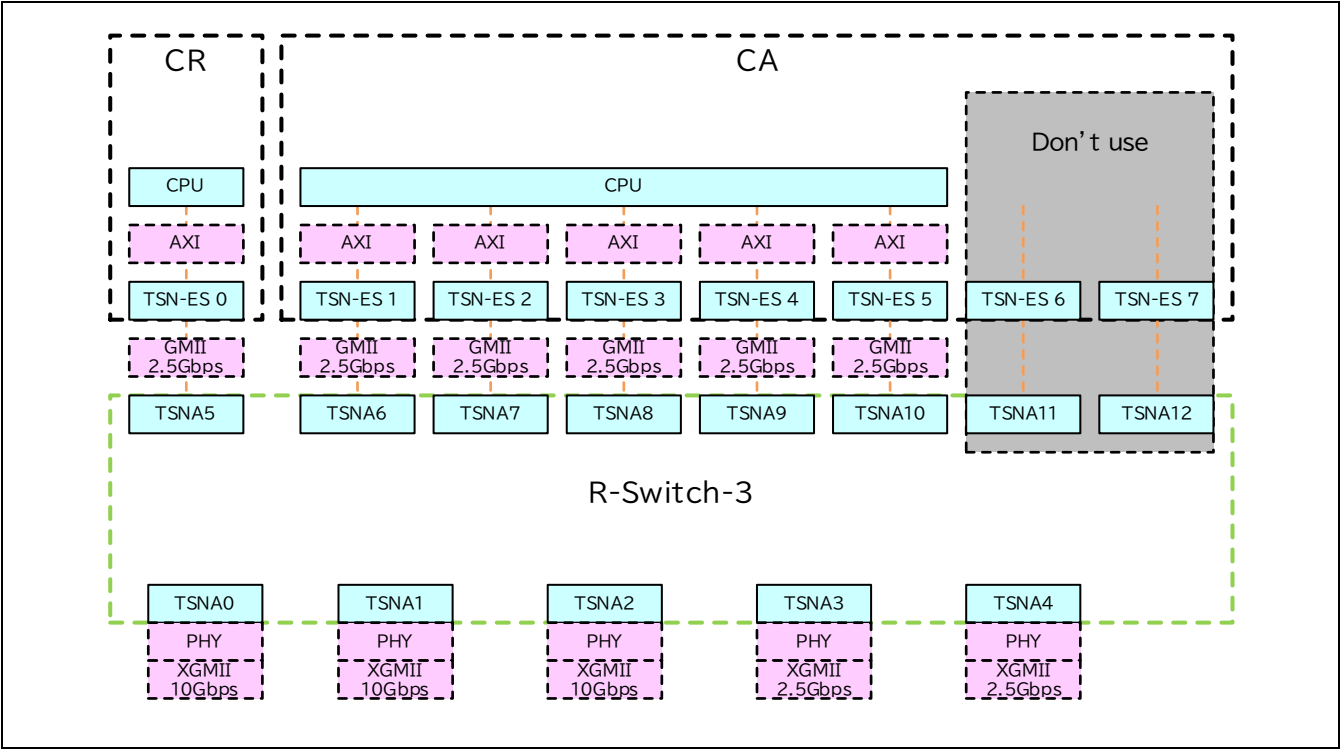 CR
CA
Don't use
CPU
CPU
AXI
AXI
AXI
AXI
AXI
AXI
TSN-ES 0
TSN-ES 1
TSN-ES 2
TSN-ES 3
TSN-ES 4
TSN-ES 5
TSN-ES 6
TSN-ES 7
GMII
2.5Gbps
GMII
2.5Gbps
GMII
2.5Gbps
GMII
2.5Gbps
GMII
2.5Gbps
GMII
2.5Gbps
TSNA5
TSNA6
TSNA7
TSNA8
TSNA9
TSNA10
TSNA11
TSNA12
R-Switch-3
TSNA0
TSNA1
TSNA2
TSNA3
TSNA4
PHY
PHY
PHY
PHY
PHY
XGMII
10Gbps
XGMII
10Gbps
XGMII
10Gbps
XGMII
2.5Gbps
XGMII
2.5Gbps